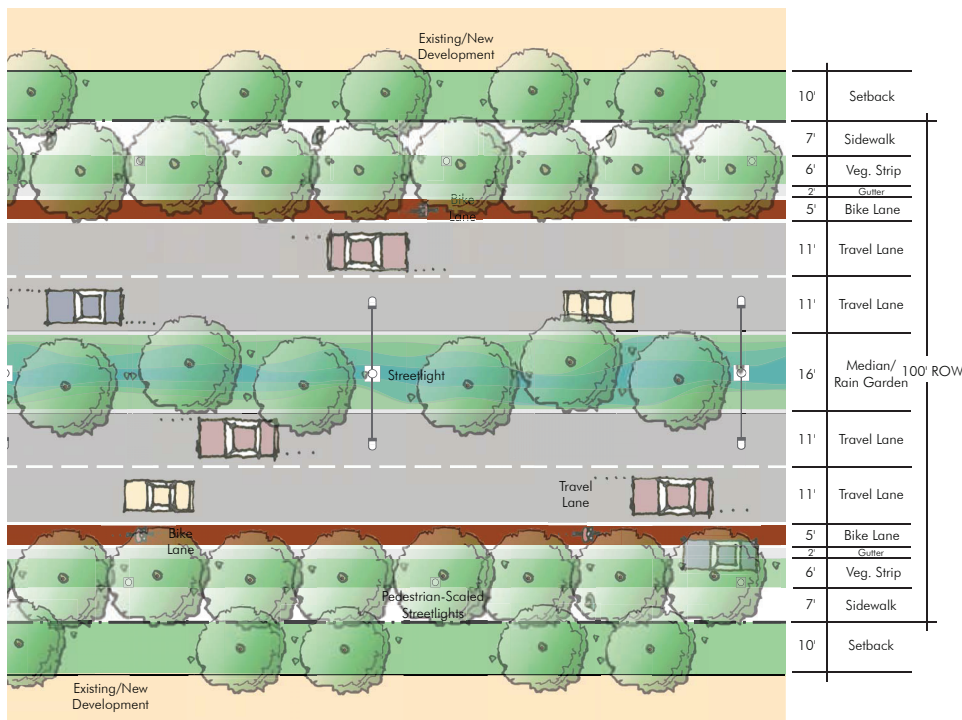 Existing/New
Development
10' Setback
7' Sidewalk
6' Veg. Strip
2' Gutter
Bike
Lane
5' Bike Lane
11' Travel Lane
11' Travel Lane
Streetlight
16' Median/
Rain Garden
100' ROW
11' Travel Lane
11' Travel Lane
Travel
Lane
Bike
Lane
5' Bike Lane
2' Gutter
6' Veg. Strip
Pedestrian-Scaled
Streetlights
7' Sidewalk
10' Setback
Existing/New
Development